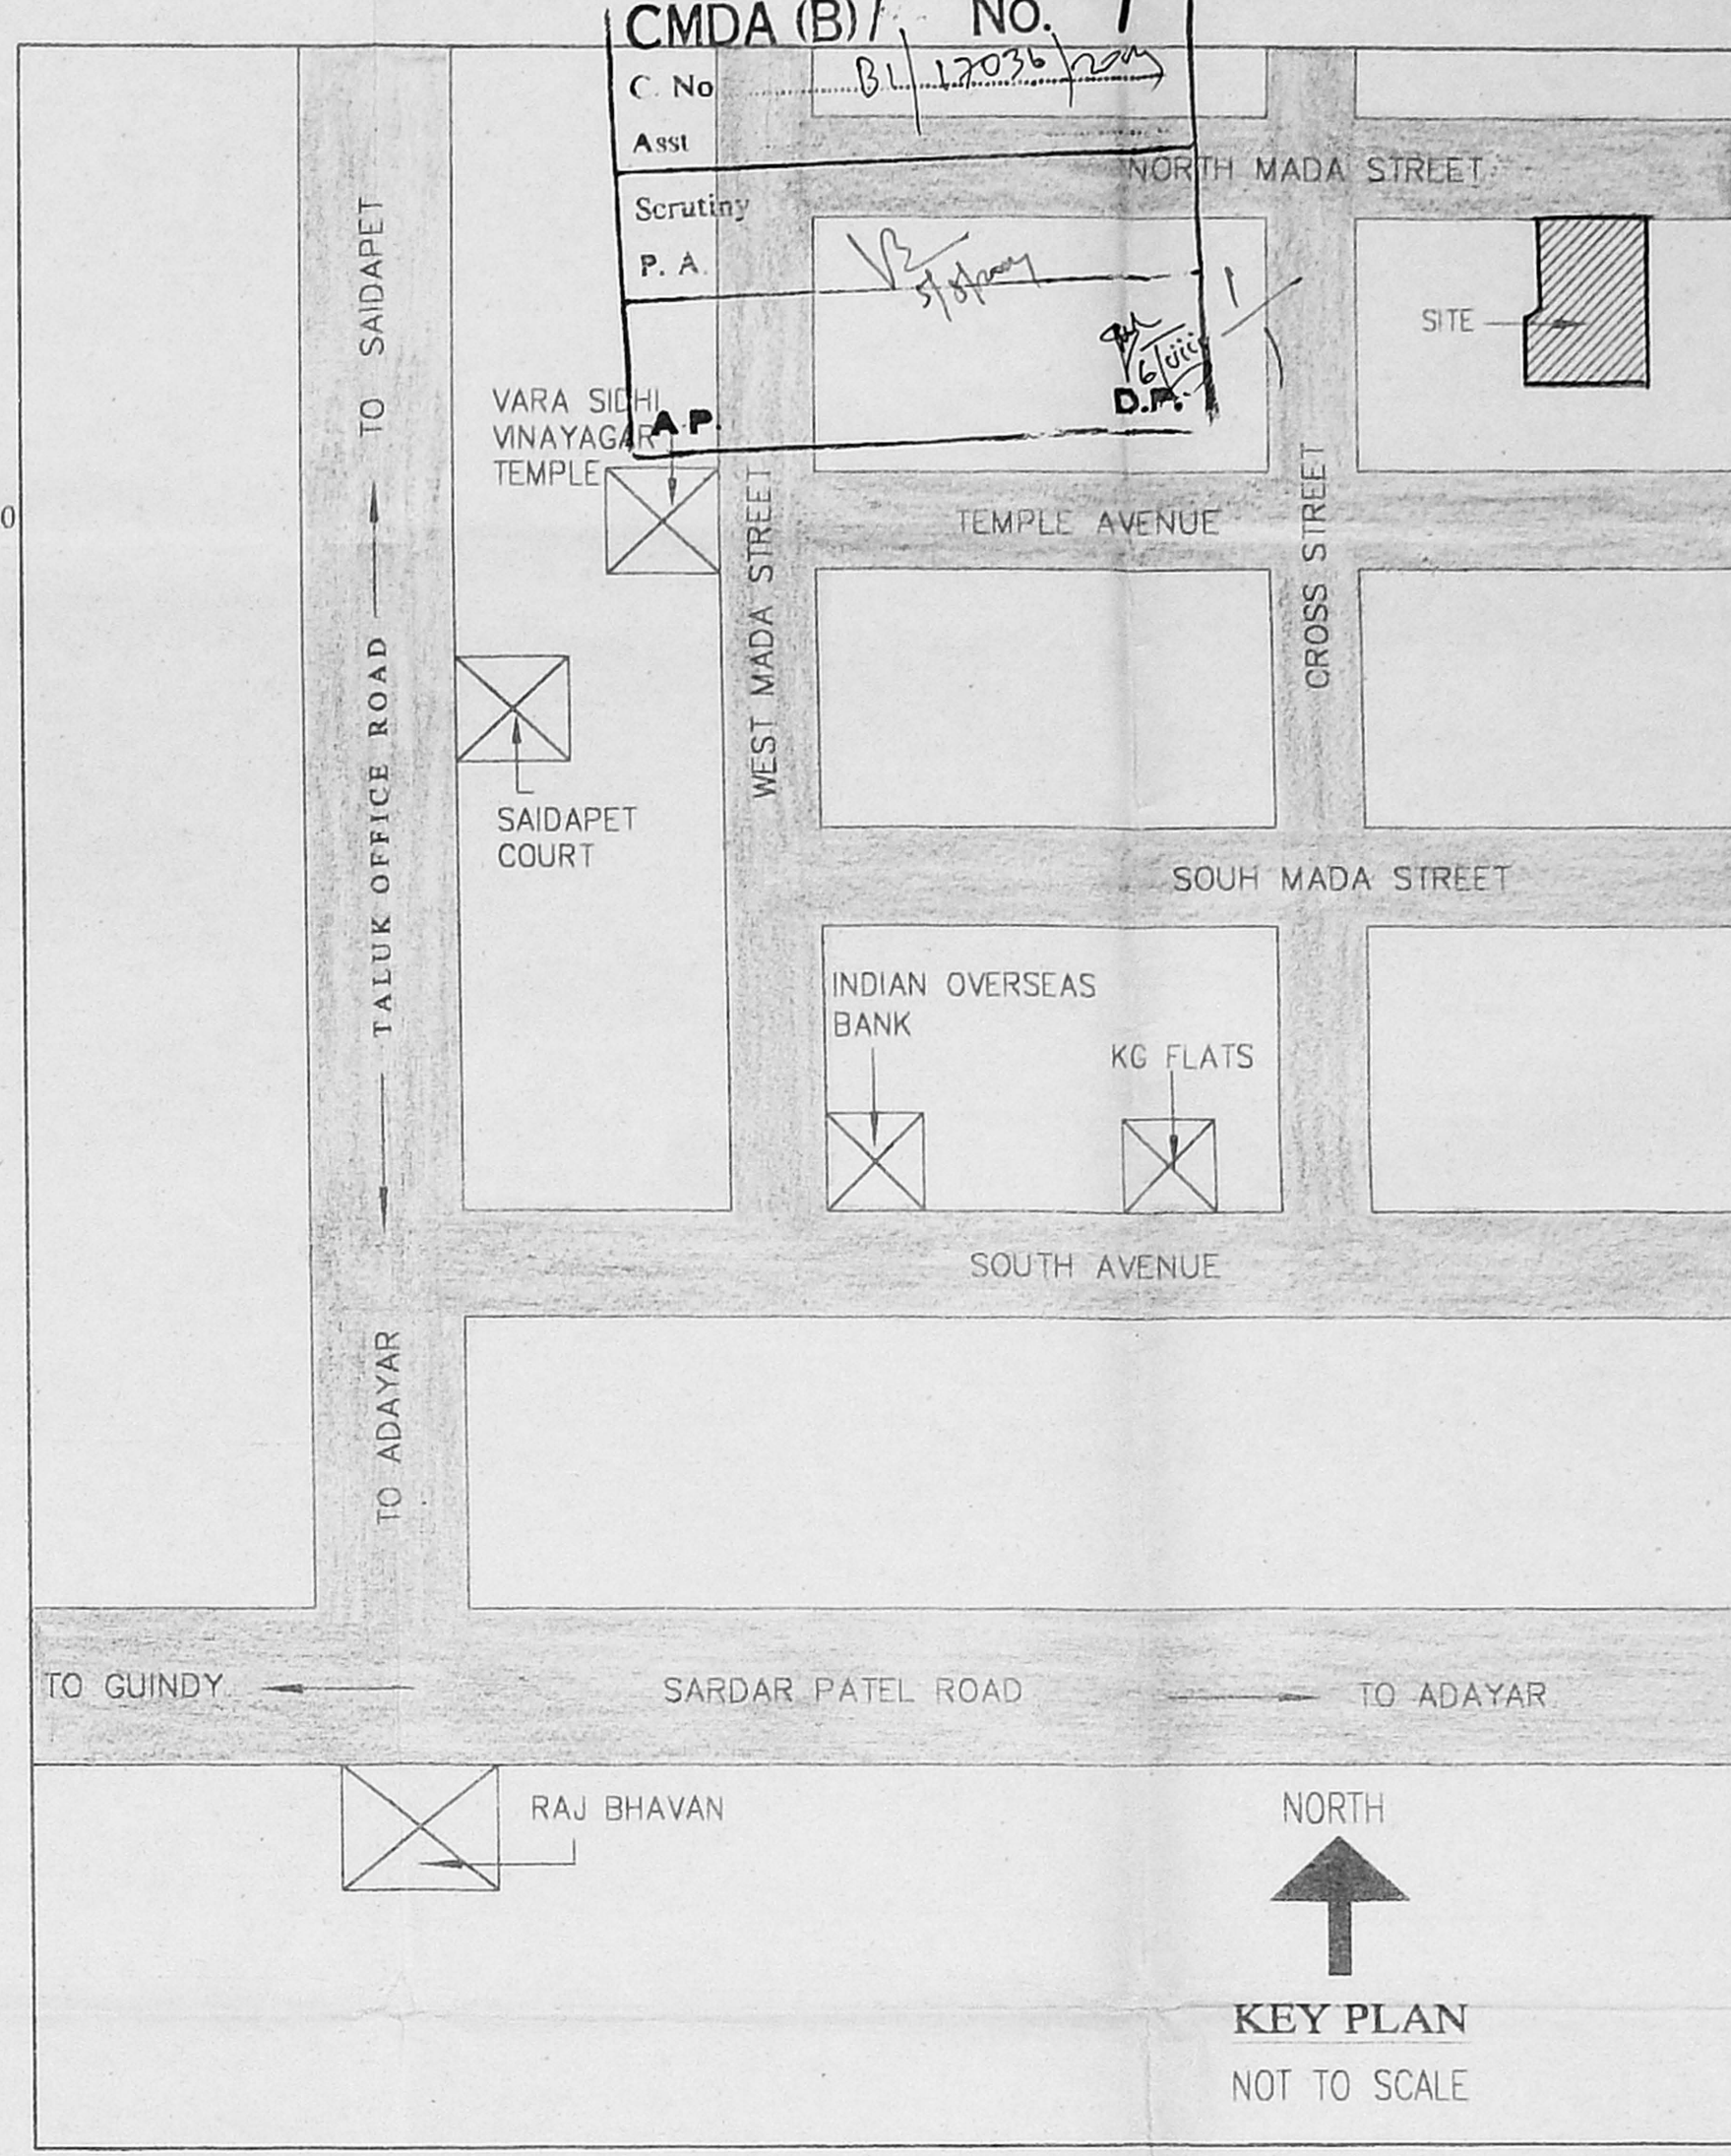 CMDA (B)/ No.
C. No B1/17036/
Asst
NORTH MADA STREET
Scrutiny
P. A.
TO SAIDAPET
SITE
VARA SIDHI
VINAYAGAR
TEMPLE
A.P.
D.P.
0
WEST MADA STREET
TEMPLE AVENUE
CROSS STREET
TALUK OFFICE ROAD
SAIDAPET
COURT
SOUH MADA STREET
INDIAN OVERSEAS
BANK
KG FLATS
SOUTH AVENUE
TO ADAYAR
TO GUINDY
SARDAR PATEL ROAD
TO ADAYAR
RAJ BHAVAN
NORTH
KEY PLAN
NOT TO SCALE